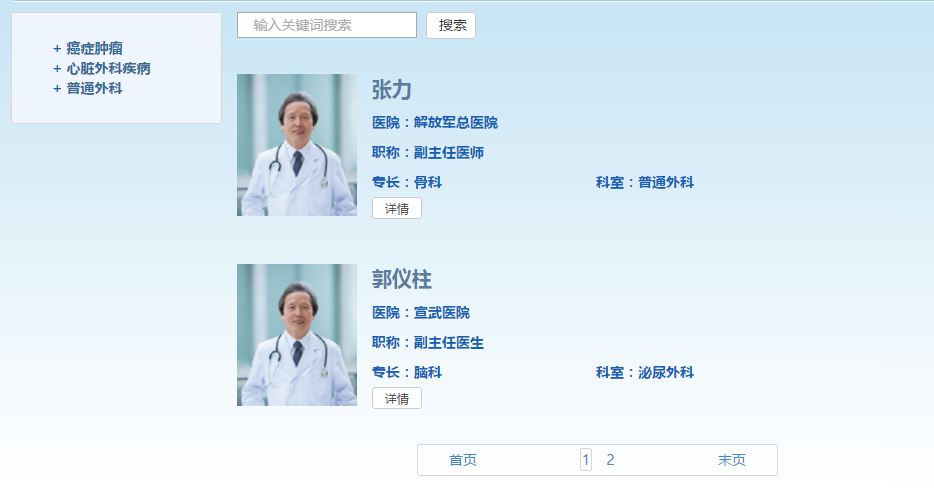 输入关键词搜索 搜索
+ 癌症肿瘤
+ 心脏外科疾病
+ 普通外科
张力
医院：解放军总医院
职称：副主任医师
专长：骨科 科室：普通外科
详情
郭仪柱
医院：宣武医院
职称：副主任医生
专长：脑科 科室：泌尿外科
详情
首页 1 2 末页